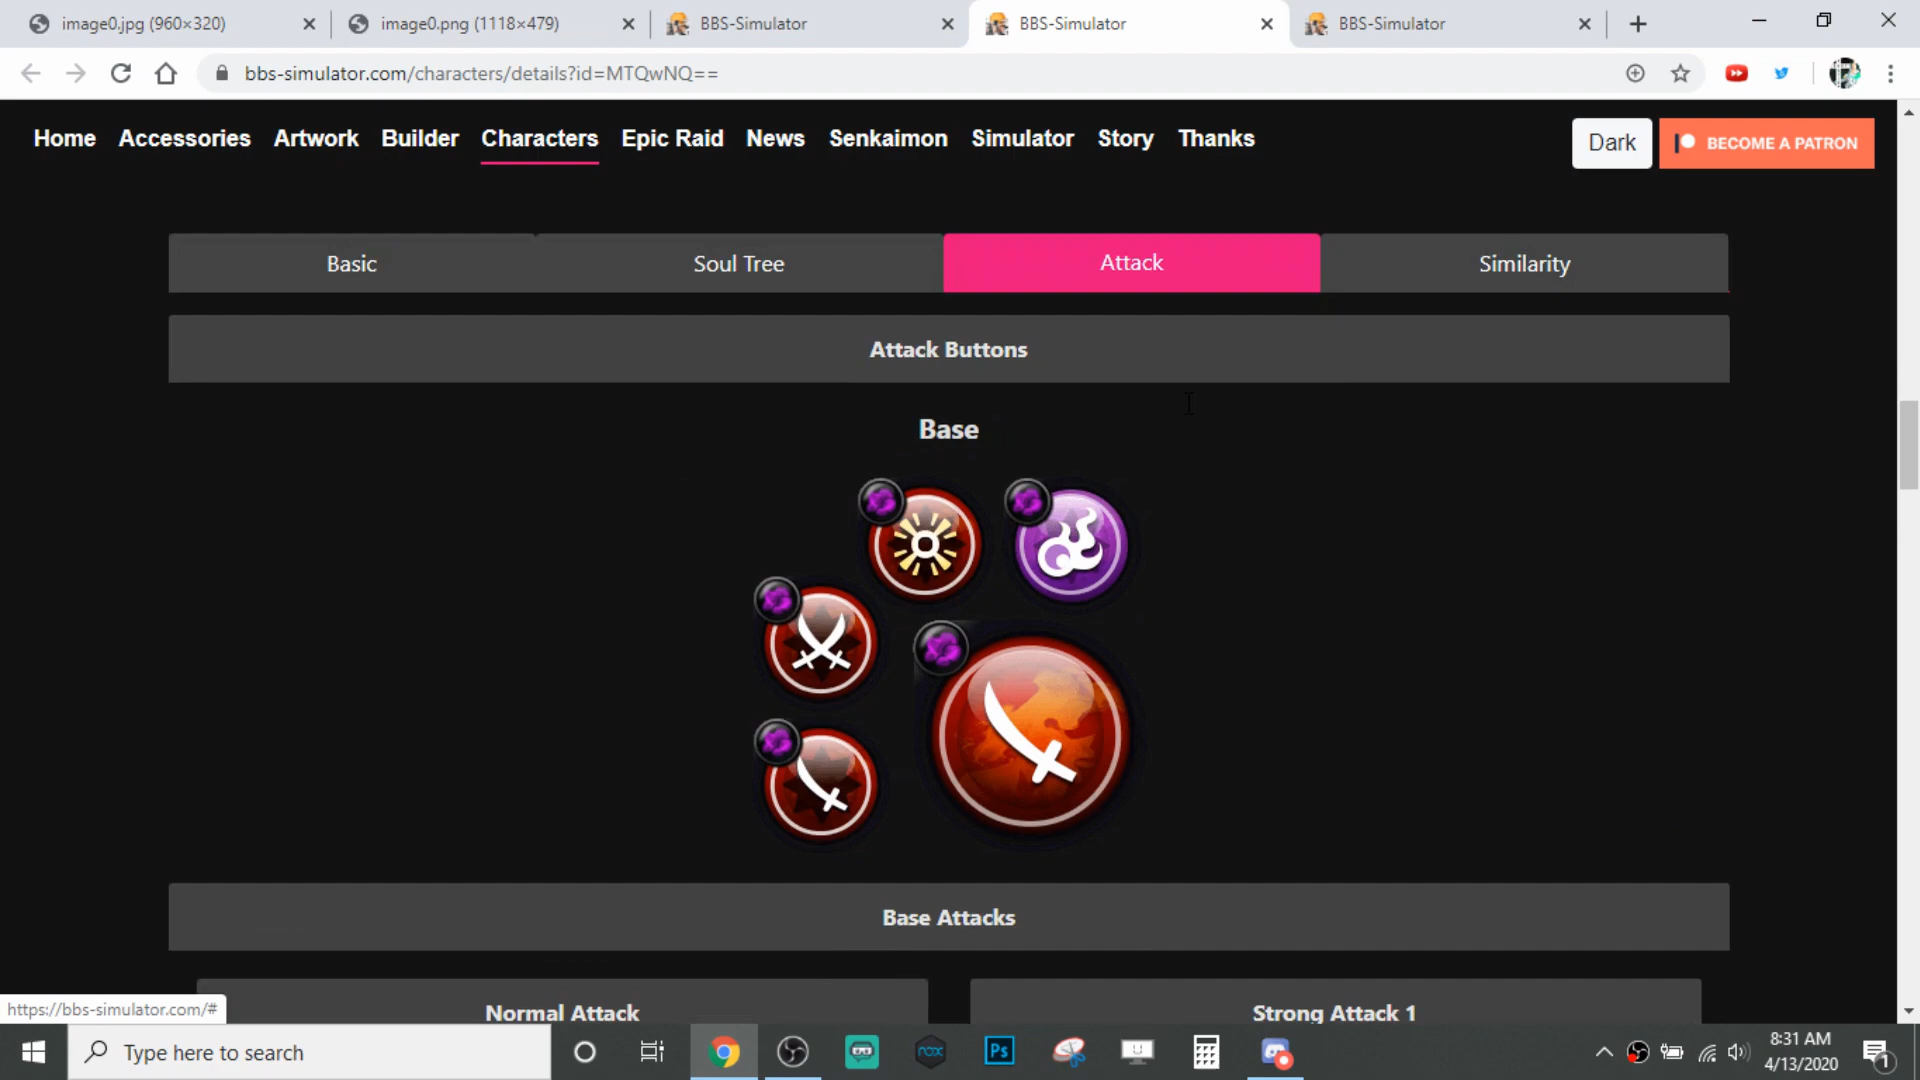 image0.jpg (960×320)
image0.png (1118×479)
BBS-Simulator
BBS-Simulator
BBS-Simulator
bbs-simulator.com/characters/details?id=MTQwNQ==
Home Accessories Artwork Builder Characters Epic Raid News Senkaimon Simulator Story Thanks
Dark
BECOME A PATRON
Basic
Soul Tree
Attack
Similarity
Attack Buttons
Base
Base Attacks
Normal Attack
Strong Attack 1
https://bbs-simulator.com/#
Type here to search
nox
Ps
8:31 AM
4/13/2020
1